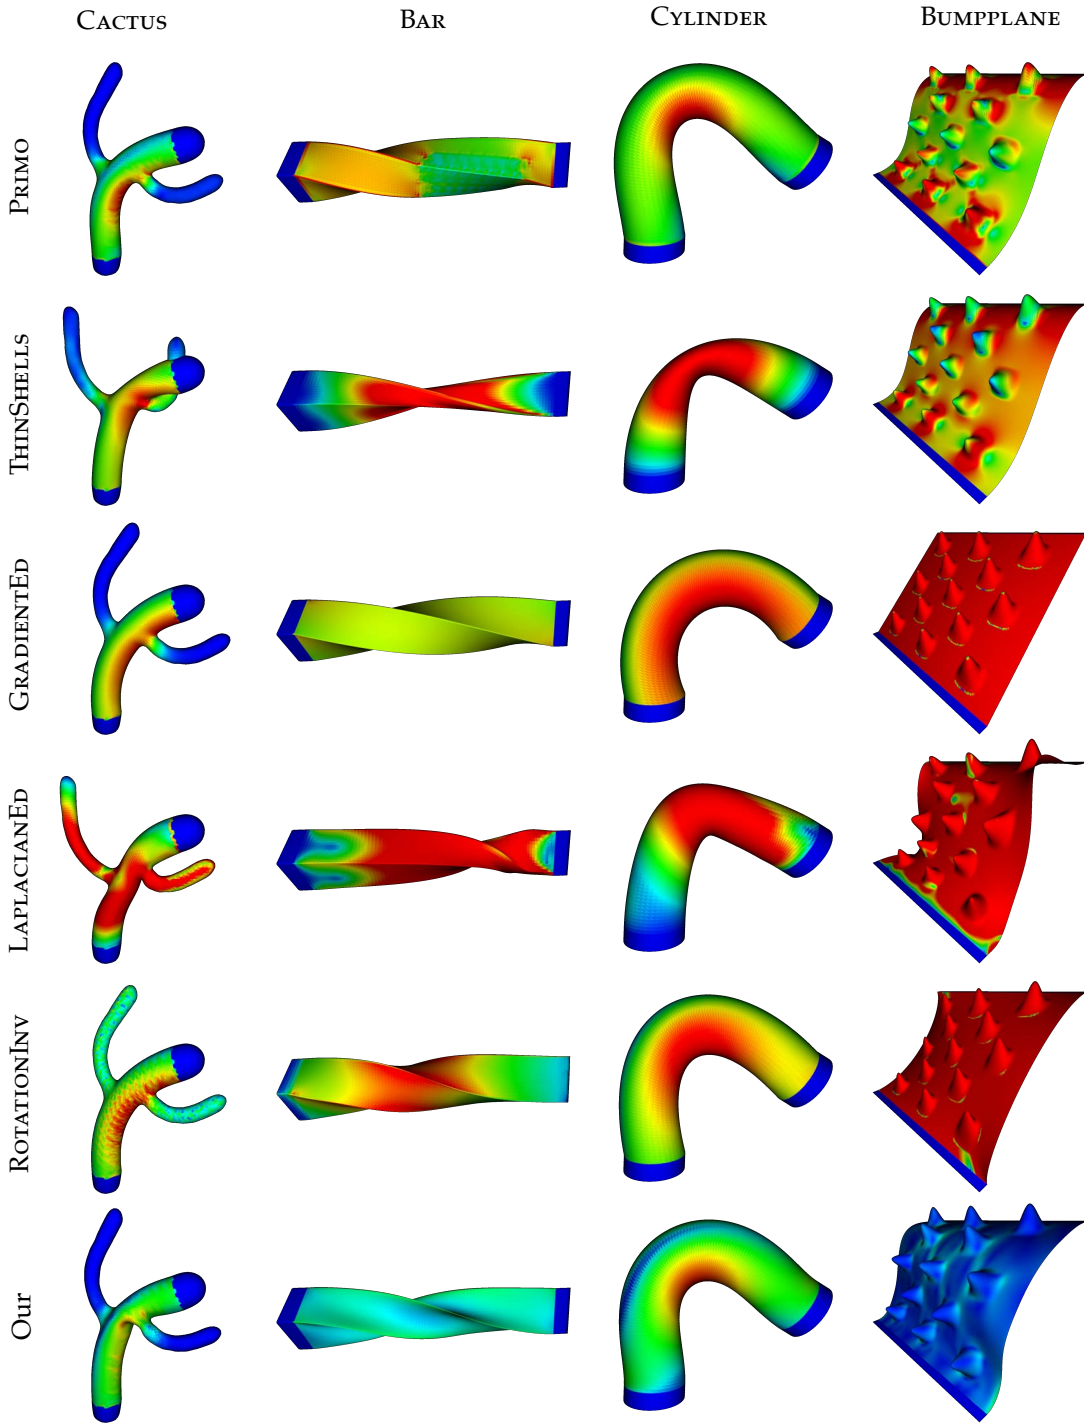 Cactus
Bar
Cylinder
Bumpplane
Primo
ThinShells
GradientEd
LaplacianEd
RotationInv
Our